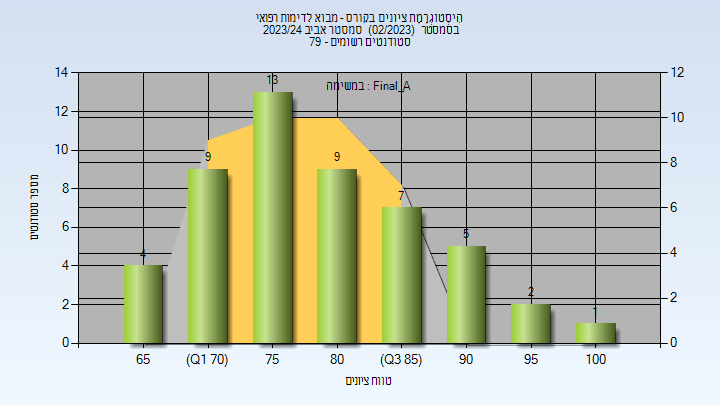 היסטוגרמת ציונים בקורס - מבוא לדימות רפואי
בסמסטר (02/2023) סמסטר אביב 2023/24
סטודנטים רשומים - 79
במשימה : Final_A
מספר סטודנטים
14 12 10 8 6 4 2 0
12 10 8 6 4 2 0
4 9 13 9 7 5 2 1
65 (Q1 70) 75 80 (Q3 85) 90 95 100
טווח ציונים